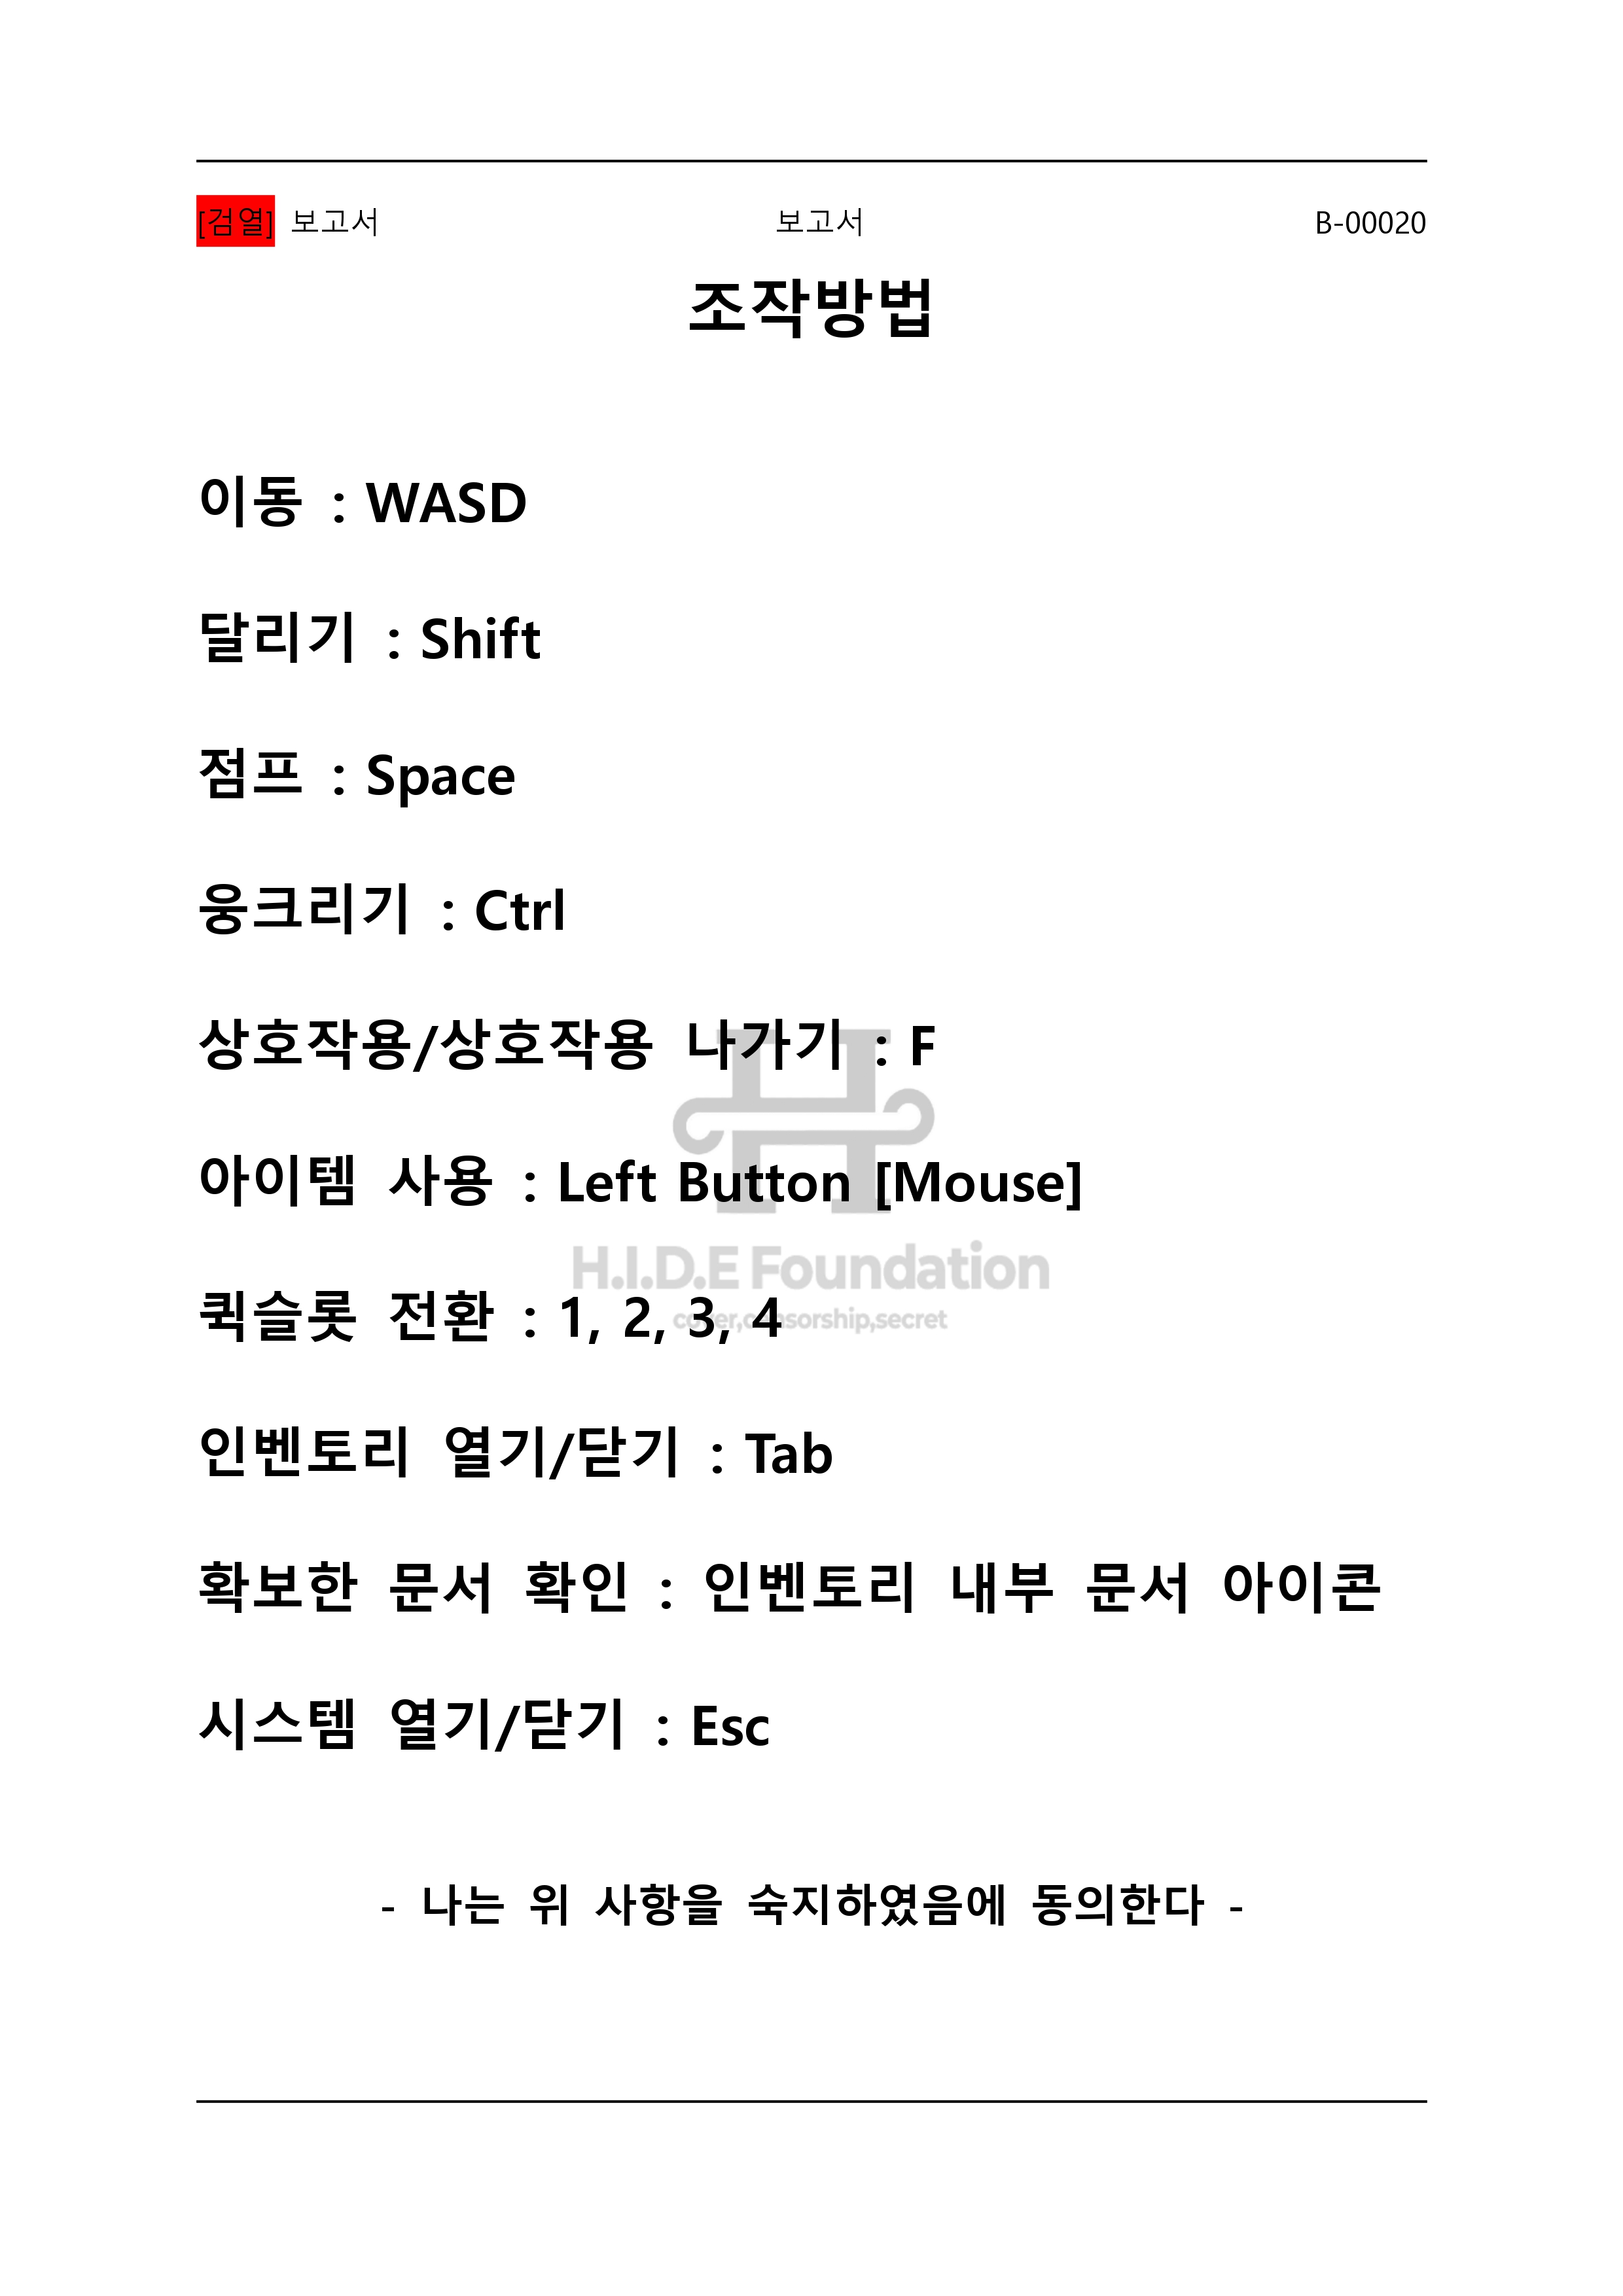 [검열] 보고서 보고서 B-00020
조작방법
이동 : WASD
달리기 : Shift
점프 : Space
웅크리기 : Ctrl
상호작용/상호작용 나가기 : F
아이템 사용 : Left Button [Mouse]
H.I.D.E Foundation
퀵슬롯 전환 : 1, 2, 3, 4
cover,censorship,secret
인벤토리 열기/닫기 : Tab
확보한 문서 확인 : 인벤토리 내부 문서 아이콘
시스템 열기/닫기 : Esc
- 나는 위 사항을 숙지하였음에 동의한다 -